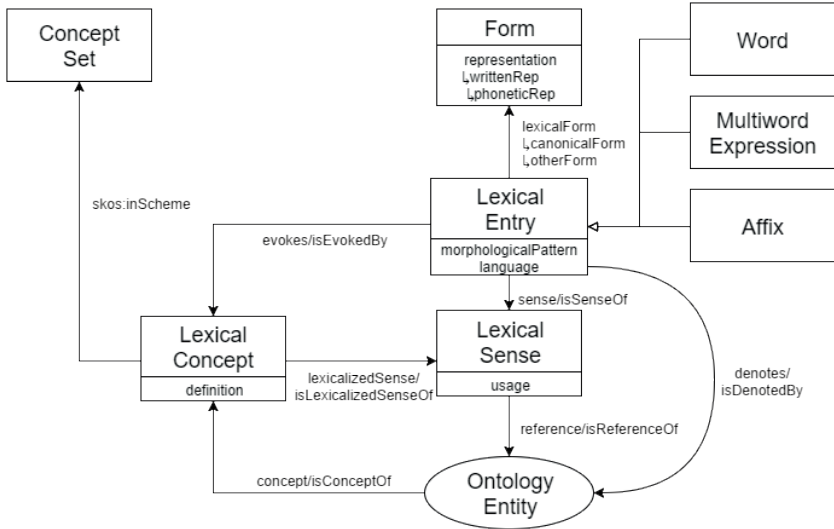 Concept
Set
Form
representation
↳writtenRep
↳phoneticRep
Word
Multiword
Expression
Affix
lexicalForm
↳canonicalForm
↳otherForm
Lexical
Entry
morphologicalPattern
language
skos:inScheme
evokes/isEvokedBy
sense/isSenseOf
Lexical
Concept
definition
lexicalizedSense/
isLexicalizedSenseOf
Lexical
Sense
usage
denotes/
isDenotedBy
reference/isReferenceOf
concept/isConceptOf
Ontology
Entity